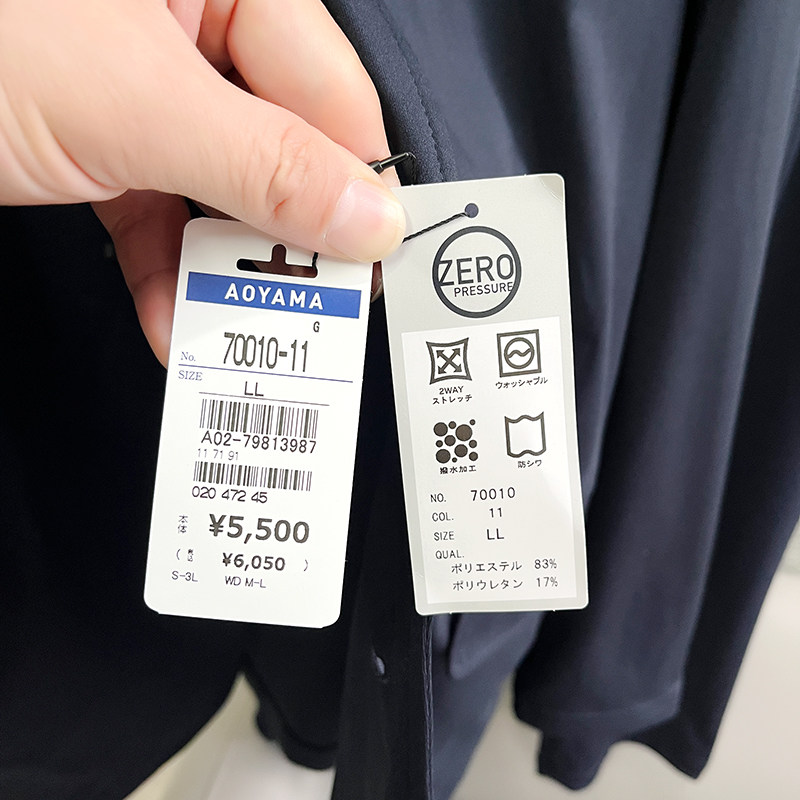 AOYAMA
G
No. 70010-11
SIZE
LL
A02-79813987
11 71 91
020 472 45
本体 ¥5,500
(税込 ¥6,050)
S-3L WD M-L
ZERO
PRESSURE
2WAY
ストレッチ
ウォッシャブル
撥水加工
防シワ
NO. 70010
COL. 11
SIZE LL
QUAL.
ポリエステル 83%
ポリウレタン 17%